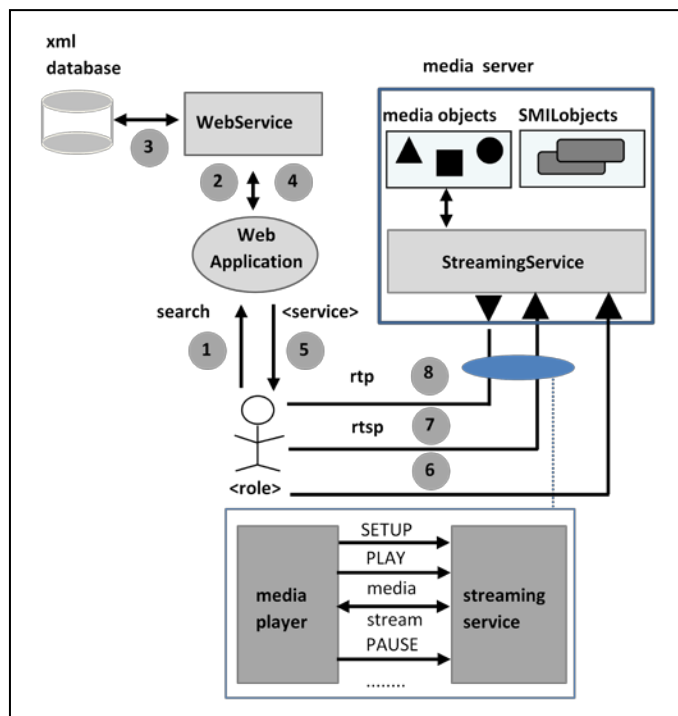 xml
database
WebService
3
2
4
Web
Application
search
<service>
1
5
media server
media objects
SMILobjects
StreamingService
rtp
8
rtsp
7
6
<role>
media
player
SETUP
PLAY
media
stream
PAUSE
........
streaming
service